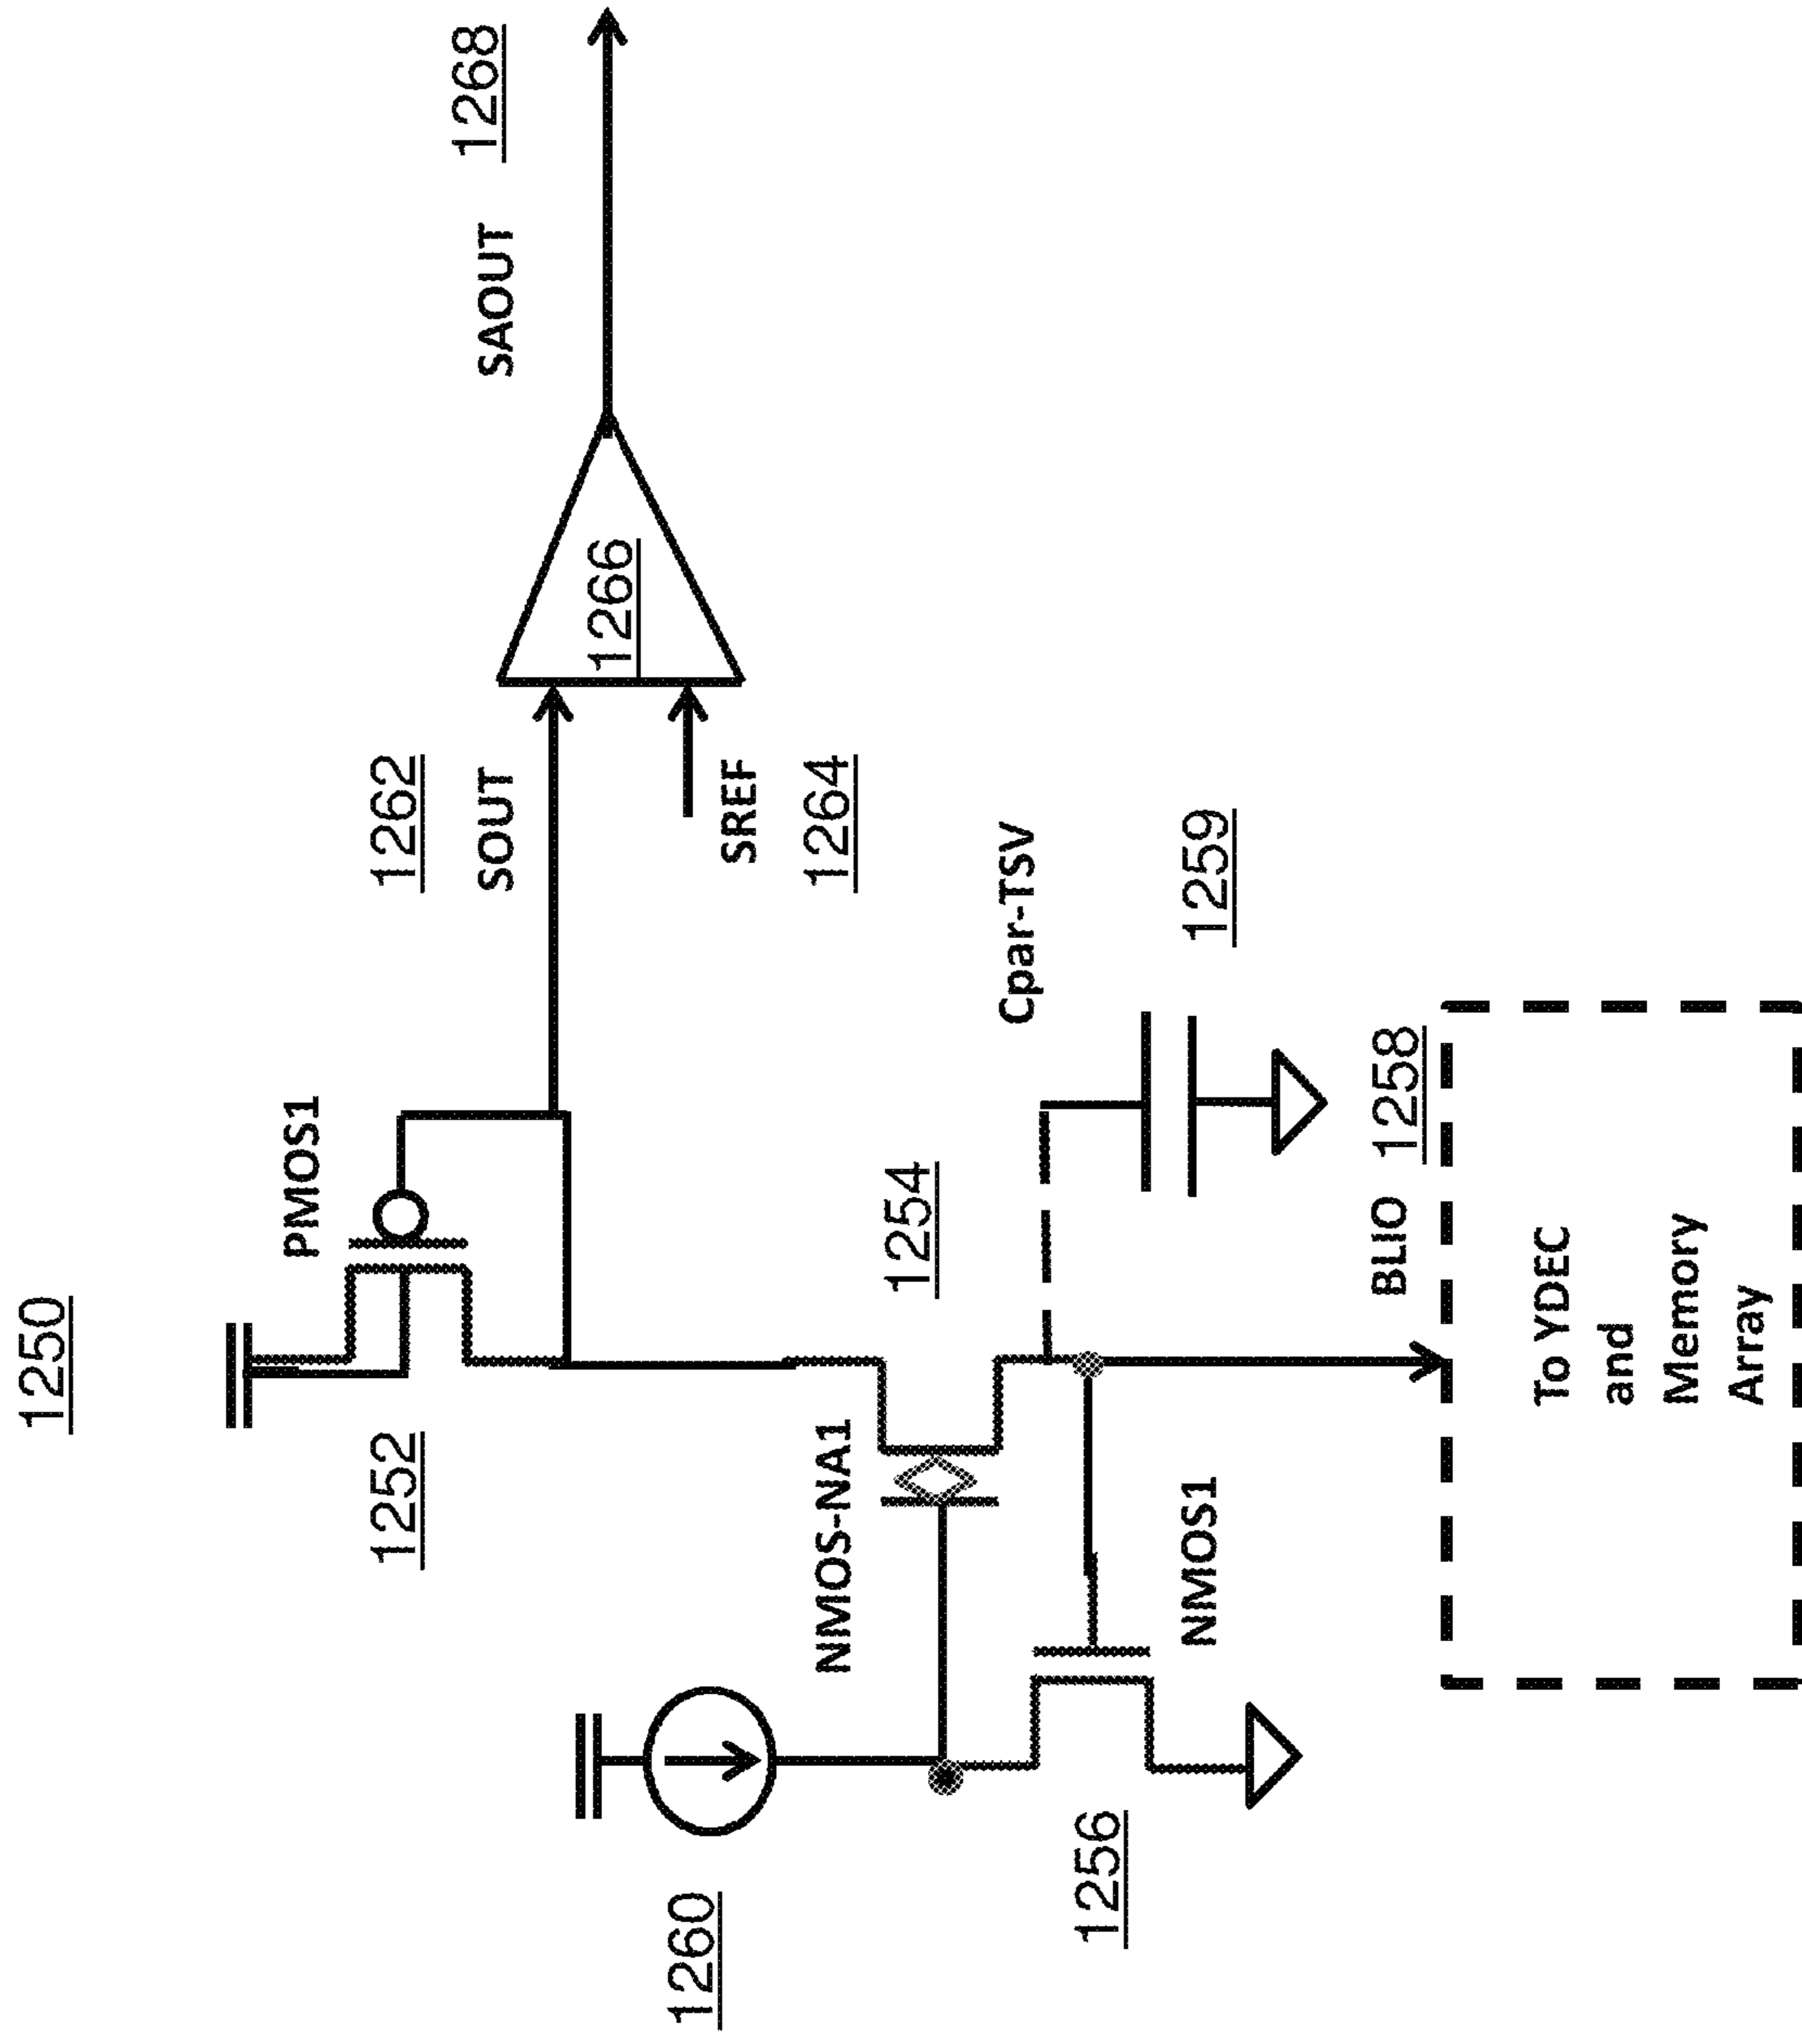 1250
PMOS1
1252
1262
SOUT
SAOUT
1268
1266
SREF
1264
1260
NMOS-NA1
1254
Cpar-TSV
1259
1256
NMOS1
BLIO 1258
To YDEC
and
Memory
Array